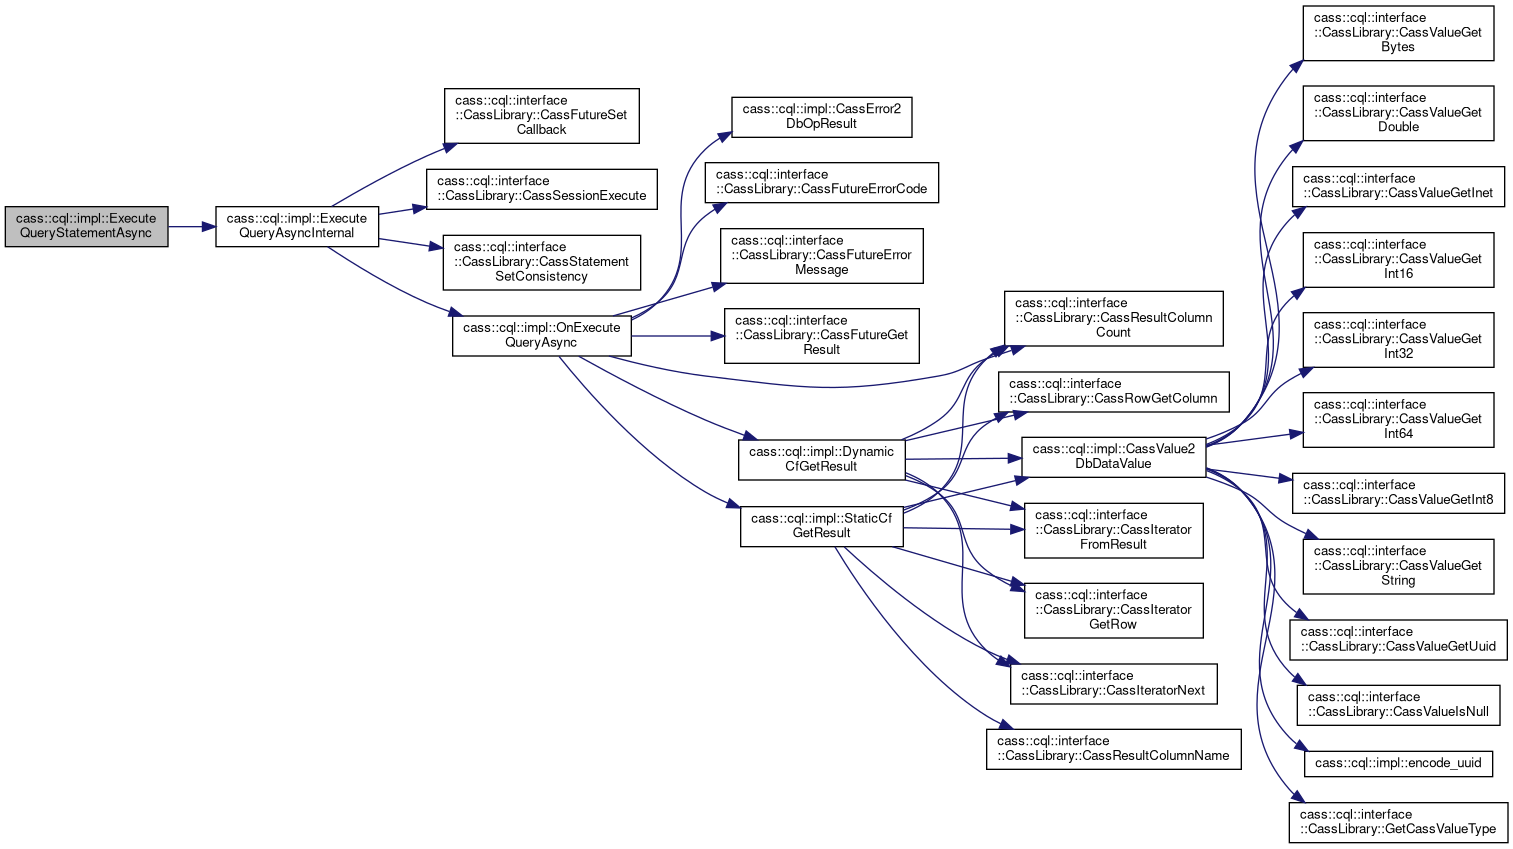 cass::cql::impl::Execute
QueryStatementAsync
cass::cql::impl::Execute
QueryAsyncInternal
cass::cql::interface
::CassLibrary::CassFutureSet
Callback
cass::cql::interface
::CassLibrary::CassSessionExecute
cass::cql::interface
::CassLibrary::CassStatement
SetConsistency
cass::cql::impl::OnExecute
QueryAsync
cass::cql::impl::CassError2
DbOpResult
cass::cql::interface
::CassLibrary::CassFutureErrorCode
cass::cql::interface
::CassLibrary::CassFutureError
Message
cass::cql::interface
::CassLibrary::CassFutureGet
Result
cass::cql::impl::Dynamic
CfGetResult
cass::cql::impl::StaticCf
GetResult
cass::cql::interface
::CassLibrary::CassResultColumn
Count
cass::cql::interface
::CassLibrary::CassRowGetColumn
cass::cql::impl::CassValue2
DbDataValue
cass::cql::interface
::CassLibrary::CassIterator
FromResult
cass::cql::interface
::CassLibrary::CassIterator
GetRow
cass::cql::interface
::CassLibrary::CassIteratorNext
cass::cql::interface
::CassLibrary::CassResultColumnName
cass::cql::interface
::CassLibrary::CassValueGet
Bytes
cass::cql::interface
::CassLibrary::CassValueGet
Double
cass::cql::interface
::CassLibrary::CassValueGetInet
cass::cql::interface
::CassLibrary::CassValueGet
Int16
cass::cql::interface
::CassLibrary::CassValueGet
Int32
cass::cql::interface
::CassLibrary::CassValueGet
Int64
cass::cql::interface
::CassLibrary::CassValueGetInt8
cass::cql::interface
::CassLibrary::CassValueGet
String
cass::cql::interface
::CassLibrary::CassValueGetUuid
cass::cql::interface
::CassLibrary::CassValueIsNull
cass::cql::impl::encode_uuid
cass::cql::interface
::CassLibrary::GetCassValueType